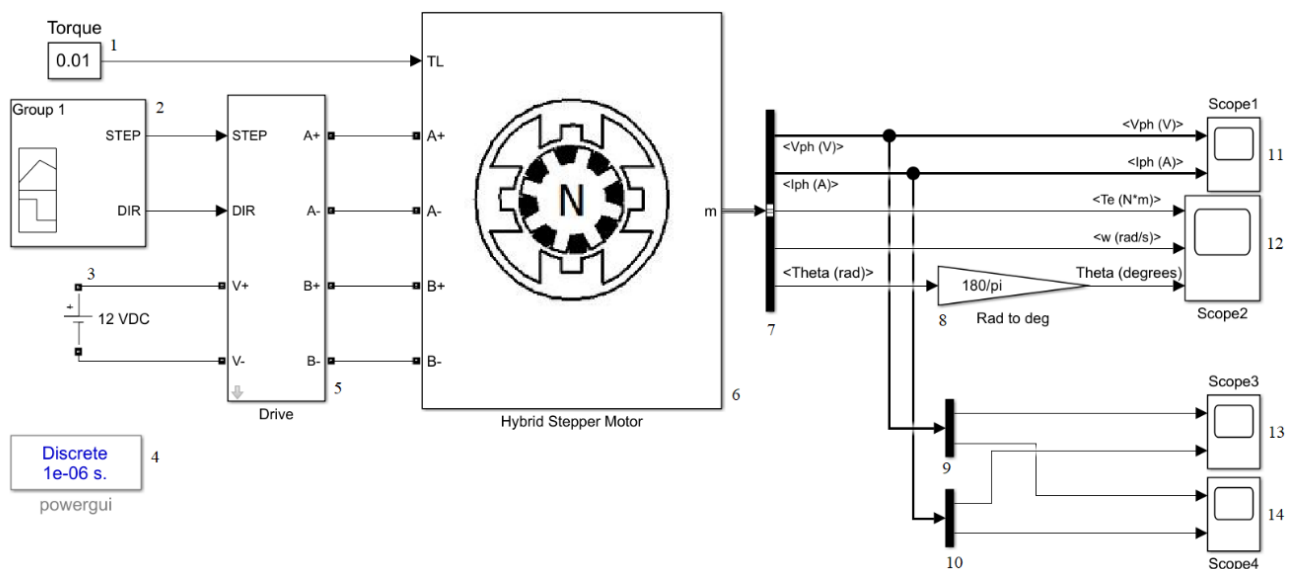 Torque
1
0.01
TL
Group 1
2
STEP
DIR
STEP
A+
DIR
A-
V+
B+
V-
B-
5
Drive
3
+
12 VDC
Discrete
1e-06 s.
4
powergui
A+
A-
B+
B-
N
m
6
Hybrid Stepper Motor
<Vph (V)>
<Iph (A)>
<Theta (rad)>
7
<Vph (V)>
<Iph (A)>
<Te (N*m)>
<w (rad/s)>
180/pi
8
Rad to deg
Theta (degrees)
Scope1
11
12
Scope2
9
10
Scope3
13
14
Scope4